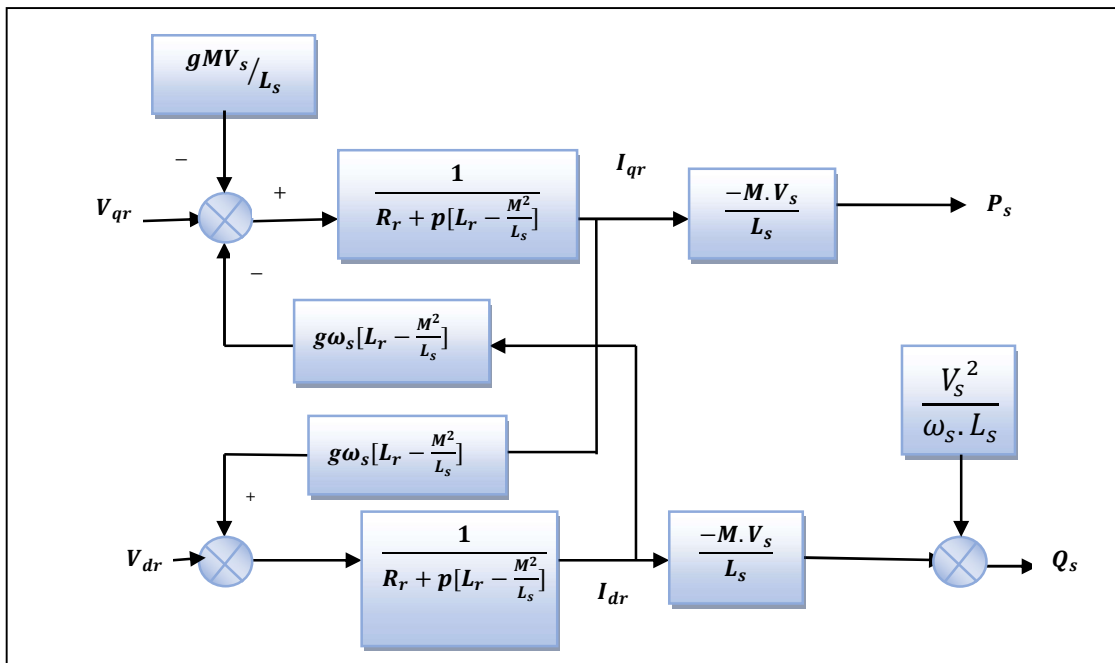 gMV_s/L_s
−
+
I_qr
V_qr
1
R_r + p[L_r − M²/L_s]
−M.V_s
L_s
P_s
−
gω_s[L_r − M²/L_s]
V_s²
ω_s. L_s
gω_s[L_r − M²/L_s]
+
V_dr
1
R_r + p[L_r − M²/L_s]
I_dr
−M.V_s
L_s
Q_s